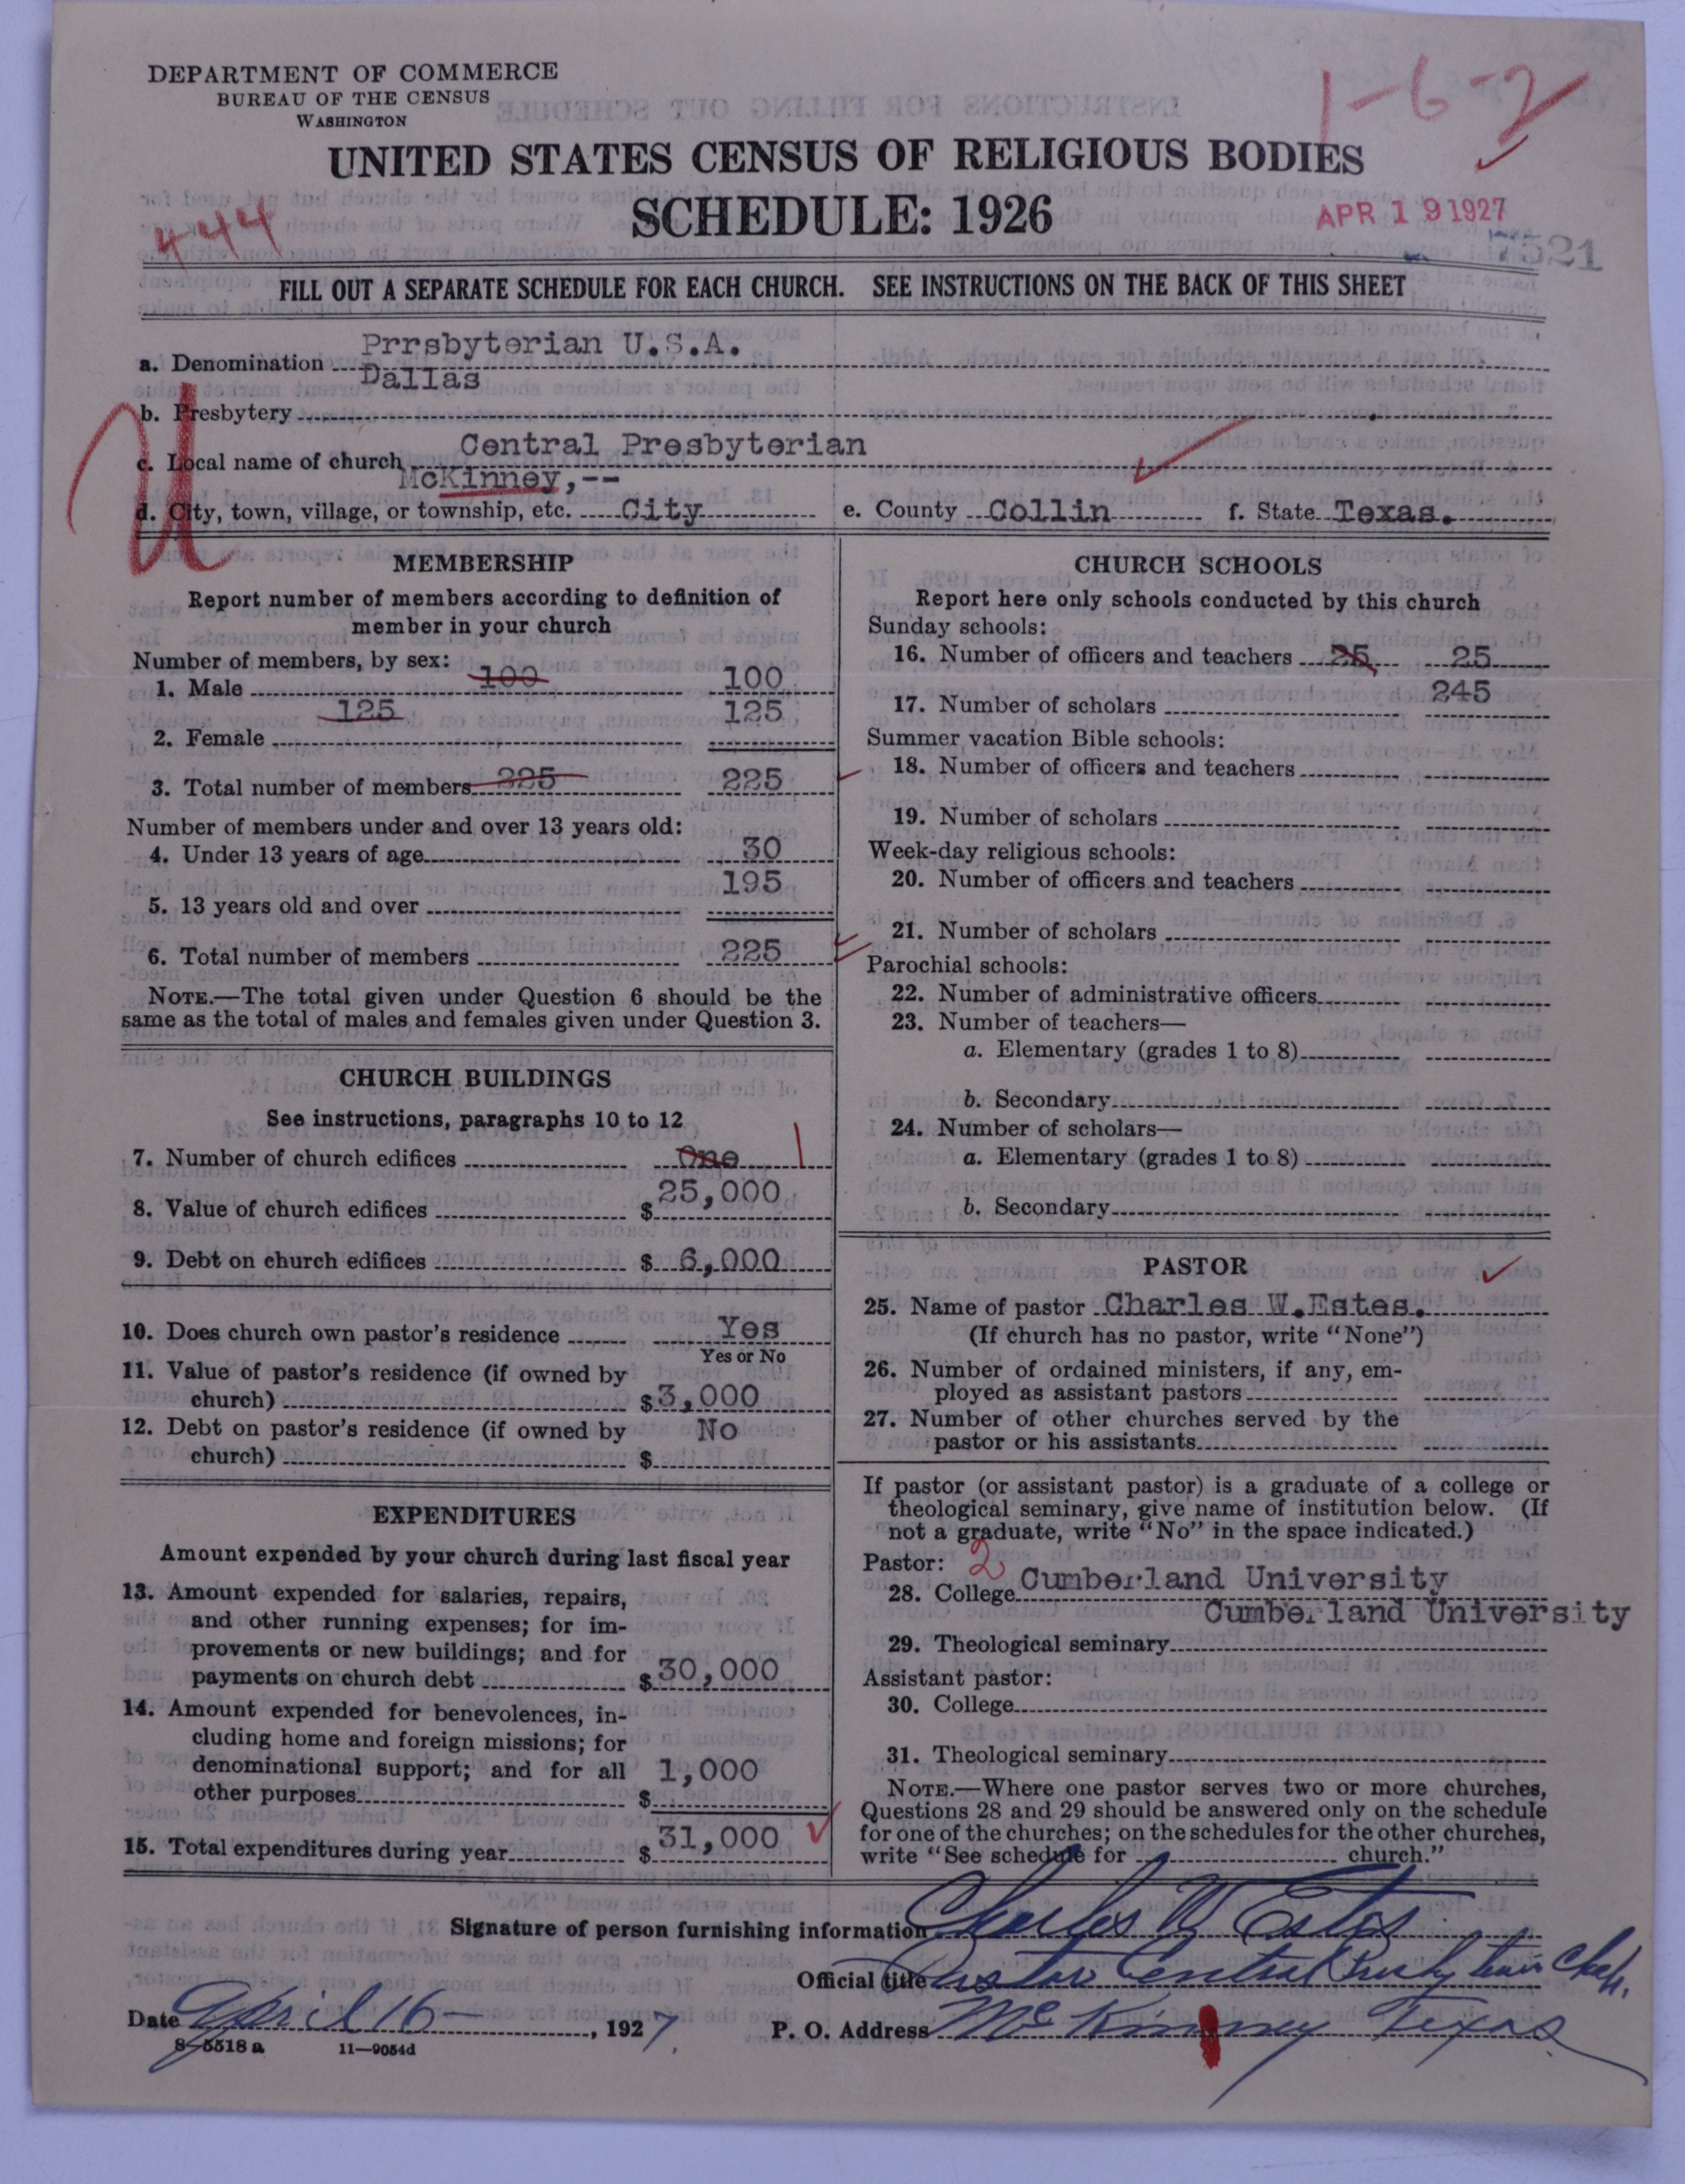 DEPARTMENT OF COMMERCE
BUREAU OF THE CENSUS
WASHINGTON
1-6-2
UNITED STATES CENSUS OF RELIGIOUS BODIES
SCHEDULE: 1926
444
APR 19 1927
7521
FILL OUT A SEPARATE SCHEDULE FOR EACH CHURCH. SEE INSTRUCTIONS ON THE BACK OF THIS SHEET
a. Denomination Prrsbyterian U.S.A.
Dallas
b. Presbytery
c. Local name of church Central Presbyterian
McKinney,--
d. City, town, village, or township, etc. City e. County Collin f. State Texas.
U
MEMBERSHIP
Report number of members according to definition of
member in your church
Number of members, by sex:
1. Male 100 100
125 125
2. Female
3. Total number of members 225 225
Number of members under and over 13 years old:
4. Under 13 years of age 30
195
5. 13 years old and over
6. Total number of members 225
NOTE.—The total given under Question 6 should be the
same as the total of males and females given under Question 3.
CHURCH BUILDINGS
See instructions, paragraphs 10 to 12
7. Number of church edifices One 1
8. Value of church edifices $ 25,000
9. Debt on church edifices $ 6,000
10. Does church own pastor's residence Yes
Yes or No
11. Value of pastor's residence (if owned by
church) $ 3,000
12. Debt on pastor's residence (if owned by No
church) $
EXPENDITURES
Amount expended by your church during last fiscal year
13. Amount expended for salaries, repairs,
and other running expenses; for im-
provements or new buildings; and for
payments on church debt $ 30,000
14. Amount expended for benevolences, in-
cluding home and foreign missions; for
denominational support; and for all 1,000
other purposes $
15. Total expenditures during year $ 31,000
CHURCH SCHOOLS
Report here only schools conducted by this church
Sunday schools:
16. Number of officers and teachers 25 25
245
17. Number of scholars
Summer vacation Bible schools:
18. Number of officers and teachers
19. Number of scholars
Week-day religious schools:
20. Number of officers and teachers
21. Number of scholars
Parochial schools:
22. Number of administrative officers
23. Number of teachers—
a. Elementary (grades 1 to 8)
b. Secondary
24. Number of scholars—
a. Elementary (grades 1 to 8)
b. Secondary
PASTOR
25. Name of pastor Charles W.Estes.
(If church has no pastor, write "None")
26. Number of ordained ministers, if any, em-
ployed as assistant pastors
27. Number of other churches served by the
pastor or his assistants
If pastor (or assistant pastor) is a graduate of a college or
theological seminary, give name of institution below. (If
not a graduate, write "No" in the space indicated.)
Pastor: 2
28. College Cumberland University
Cumberland University
29. Theological seminary
Assistant pastor:
30. College
31. Theological seminary
NOTE.—Where one pastor serves two or more churches,
Questions 28 and 29 should be answered only on the schedule
for one of the churches; on the schedules for the other churches,
write "See schedule for church."
Signature of person furnishing information Charles W Estes
Official title Pastor Central Presbyterian Chch.
Date April 16 —, 1927. P. O. Address McKinney Texas
8-5518 a 11—9054d